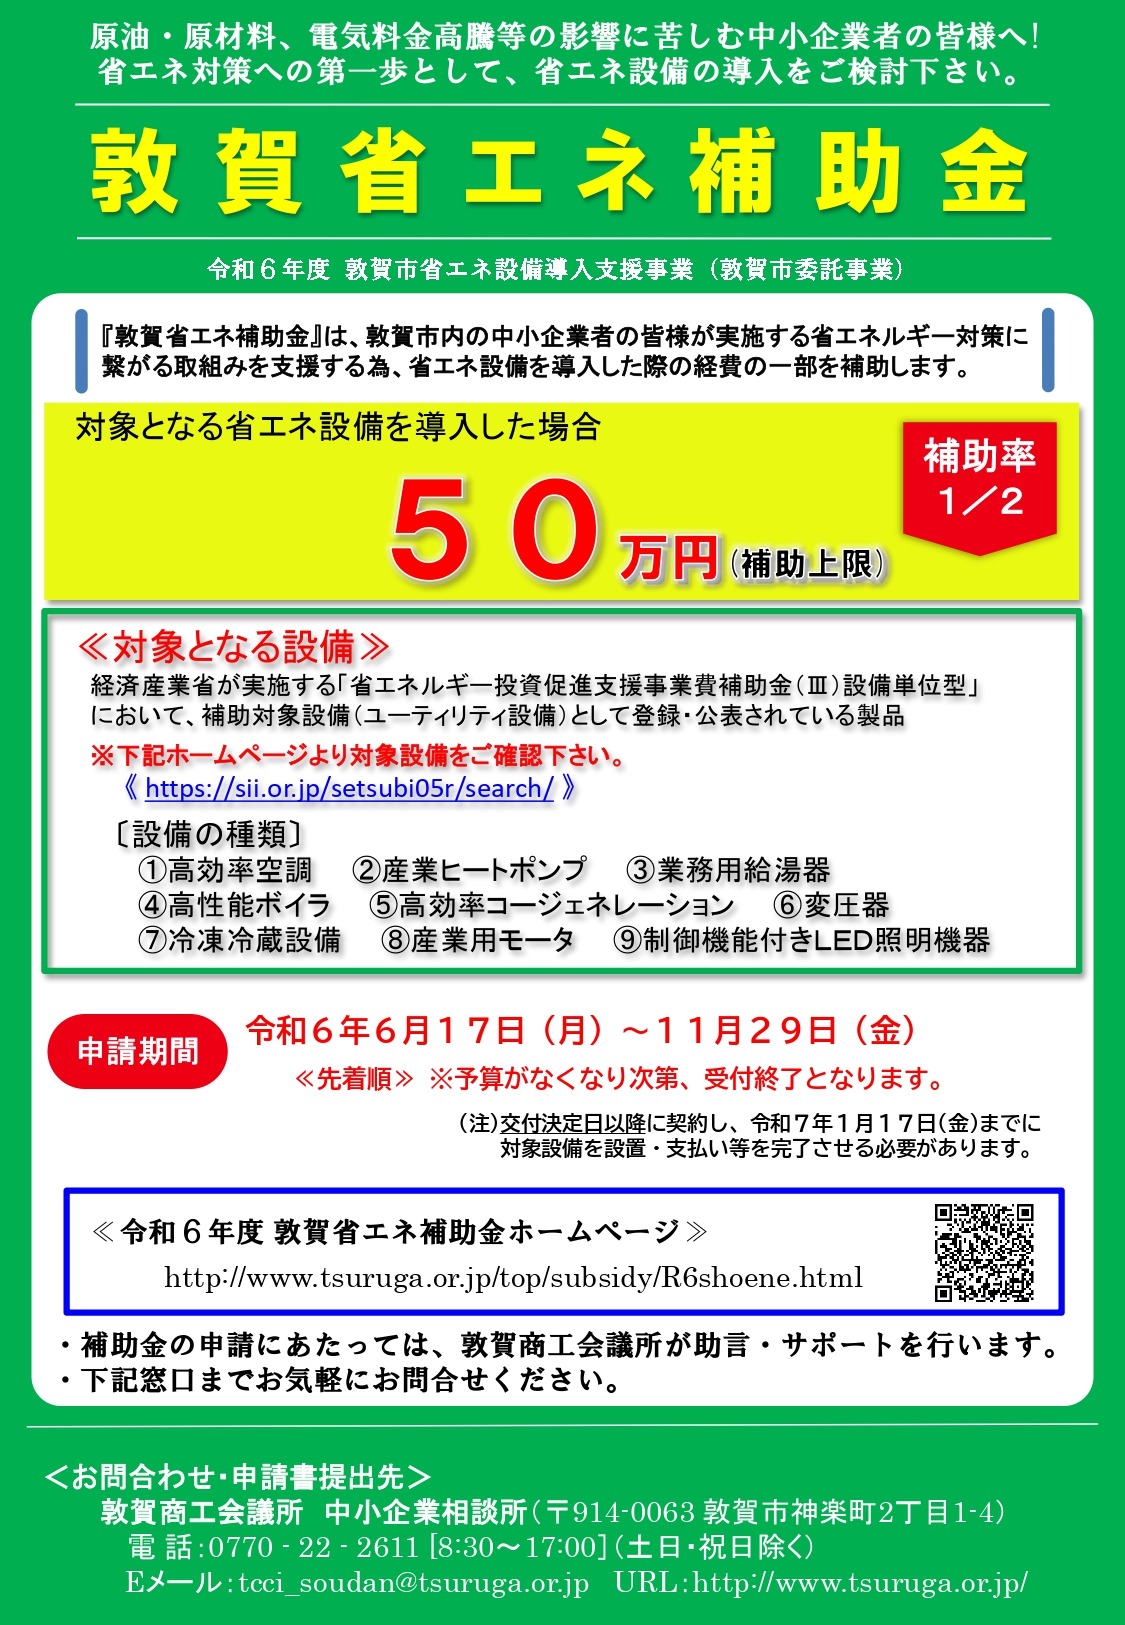 原油・原材料、電気料金高騰等の影響に苦しむ中小企業者の皆様へ！
省エネ対策への第一歩として、省エネ設備の導入をご検討下さい。
敦賀省エネ補助金
令和６年度 敦賀市省エネ設備導入支援事業（敦賀市委託事業）
『敦賀省エネ補助金』は、敦賀市内の中小企業者の皆様が実施する省エネルギー対策に
繋がる取組みを支援する為、省エネ設備を導入した際の経費の一部を補助します。
対象となる省エネ設備を導入した場合
補助率
１／２
５０万円（補助上限）
≪対象となる設備≫
経済産業省が実施する「省エネルギー投資促進支援事業費補助金（Ⅲ）設備単位型」
において、補助対象設備（ユーティリティ設備）として登録・公表されている製品
※下記ホームページより対象設備をご確認下さい。
《 https://sii.or.jp/setsubi05r/search/ 》
〔設備の種類〕
①高効率空調　②産業ヒートポンプ　③業務用給湯器
④高性能ボイラ　⑤高効率コージェネレーション　⑥変圧器
⑦冷凍冷蔵設備　⑧産業用モータ　⑨制御機能付きLED照明機器
申請期間
令和６年６月１７日（月）～１１月２９日（金）
≪先着順≫ ※予算がなくなり次第、受付終了となります。
（注）交付決定日以降に契約し、令和７年１月１７日（金）までに
対象設備を設置・支払い等を完了させる必要があります。
≪ 令和６年度 敦賀省エネ補助金ホームページ ≫
http://www.tsuruga.or.jp/top/subsidy/R6shoene.html
・補助金の申請にあたっては、敦賀商工会議所が助言・サポートを行います。
・下記窓口までお気軽にお問合せください。
＜お問合わせ・申請書提出先＞
敦賀商工会議所 中小企業相談所（〒914-0063 敦賀市神楽町2丁目1-4）
電 話：0770 - 22 - 2611 [8:30～17:00]（土日・祝日除く）
Eメール：tcci_soudan@tsuruga.or.jp URL：http://www.tsuruga.or.jp/